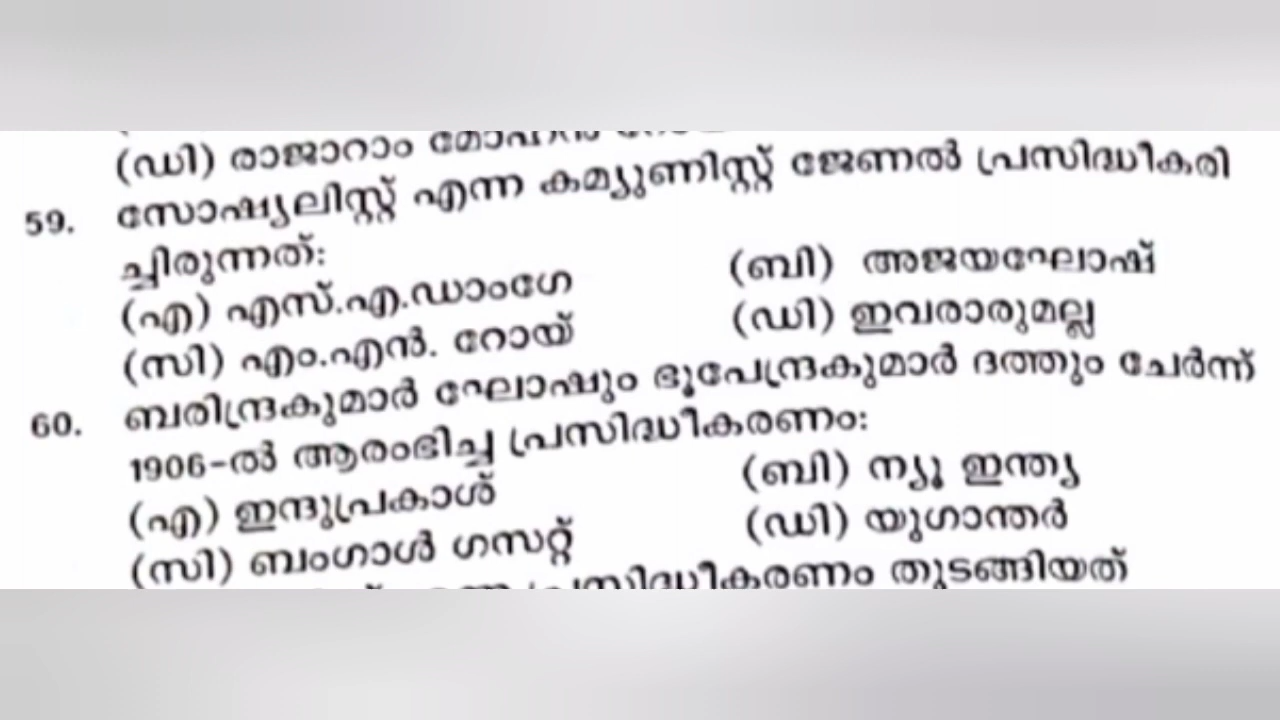 (ഡി) രാജാറാം മോഹൻ
59. സോഷ്യലിസ്റ്റ് എന്ന കമ്യുണിസ്റ്റ് ജേണൽ പ്രസിദ്ധീകരി
ച്ചിരുന്നത്:
(എ) എസ്.എ.ഡാംഗേ (ബി) അജയഘോഷ്
(സി) എം.എൻ. റോയ് (ഡി) ഇവരാരുമല്ല
60. ബരിന്ദ്രകുമാർ ഘോഷും ഭൂപേന്ദ്രകുമാർ ദത്തും ചേർന്ന്
1906-ൽ ആരംഭിച്ച പ്രസിദ്ധീകരണം:
(എ) ഇന്ദുപ്രകാശ് (ബി) ന്യൂ ഇന്ത്യ
(സി) ബംഗാൾ ഗസറ്റ് (ഡി) യുഗാന്തർ
പ്രസിദ്ധീകരണം തുടങ്ങിയത്